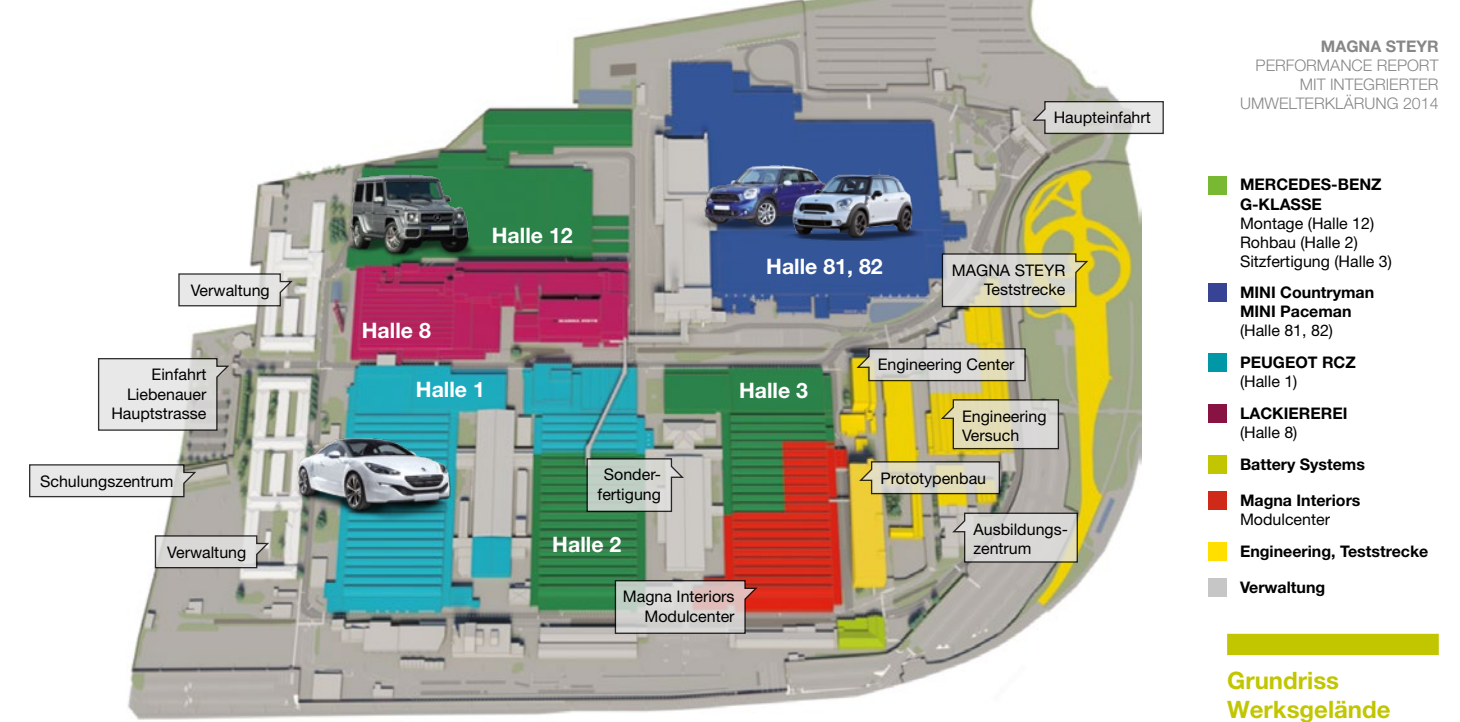 MAGNA STEYR
PERFORMANCE REPORT
MIT INTEGRIERTER
UMWELTERKLÄRUNG 2014
Haupteinfahrt
Halle 12
Halle 81, 82
MAGNA STEYR
Teststrecke
Verwaltung
Halle 8
MAGNA STEYR
Einfahrt
Liebenauer
Hauptstrasse
Halle 1
Halle 3
Engineering Center
Engineering
Versuch
Schulungszentrum
Sonder-
fertigung
Prototypenbau
Verwaltung
Halle 2
Ausbildungs-
zentrum
Magna Interiors
Modulcenter
MERCEDES-BENZ
G-KLASSE
Montage (Halle 12)
Rohbau (Halle 2)
Sitzfertigung (Halle 3)
MINI Countryman
MINI Paceman
(Halle 81, 82)
PEUGEOT RCZ
(Halle 1)
LACKIEREREI
(Halle 8)
Battery Systems
Magna Interiors
Modulcenter
Engineering, Teststrecke
Verwaltung
Grundriss
Werksgelände